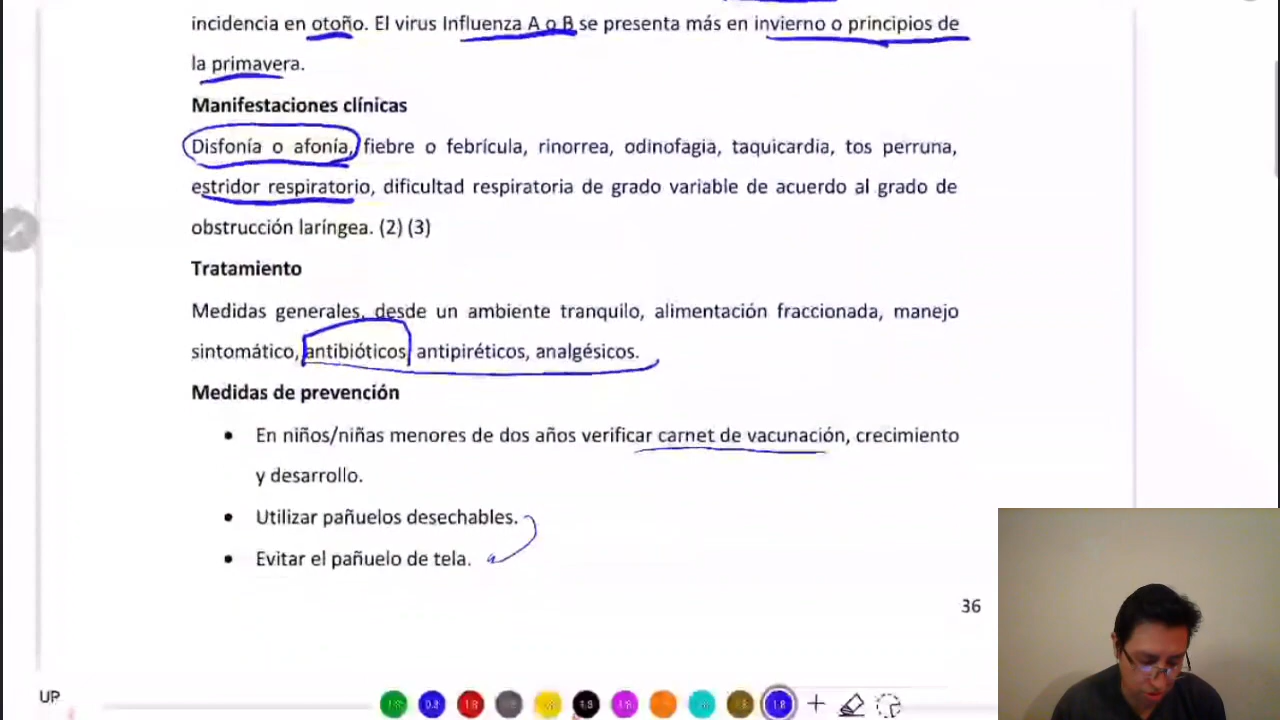 incidencia en otoño. El virus Influenza A o B se presenta más en invierno o principios de
la primavera.
Manifestaciones clínicas
Disfonía o afonía, fiebre o febrícula, rinorrea, odinofagia, taquicardia, tos perruna,
estridor respiratorio, dificultad respiratoria de grado variable de acuerdo al grado de
obstrucción laríngea. (2) (3)
Tratamiento
Medidas generales, desde un ambiente tranquilo, alimentación fraccionada, manejo
sintomático, antibióticos, antipiréticos, analgésicos.
Medidas de prevención
• En niños/niñas menores de dos años verificar carnet de vacunación, crecimiento
y desarrollo.
• Utilizar pañuelos desechables.
• Evitar el pañuelo de tela.
36
UP